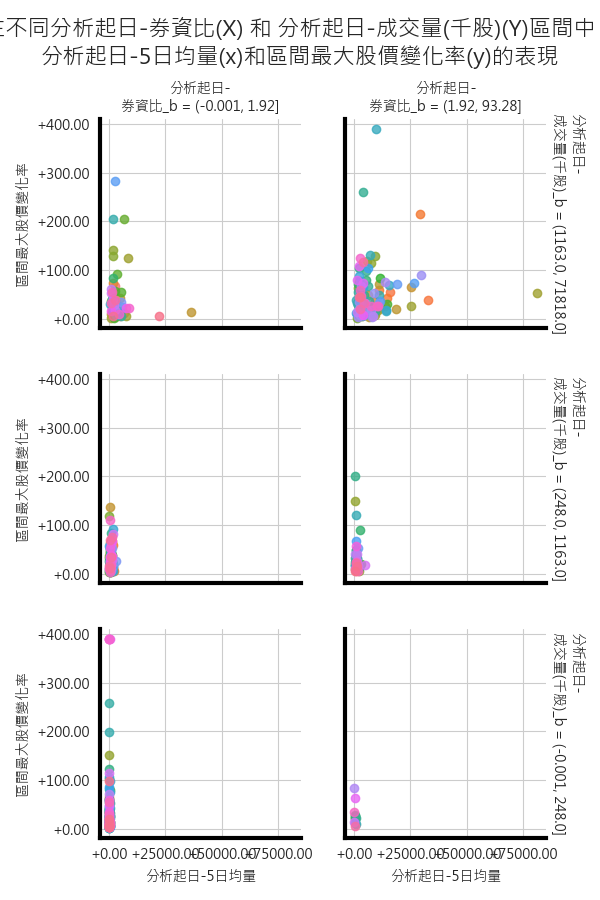 在不同分析起日-券資比(X) 和 分析起日-成交量(千股)(Y)區間中
分析起日-5日均量(x)和區間最大股價變化率(y)的表現
分析起日-
券資比_b = (-0.001, 1.92]
分析起日-
券資比_b = (1.92, 93.28]
+400.00
+300.00
+200.00
+100.00
+0.00
區間最大股價變化率
分析起日-
成交量(千股)_b = (1163.0, 71818.0]
+400.00
+300.00
+200.00
+100.00
+0.00
區間最大股價變化率
分析起日-
成交量(千股)_b = (248.0, 1163.0]
+400.00
+300.00
+200.00
+100.00
+0.00
區間最大股價變化率
分析起日-
成交量(千股)_b = (-0.001, 248.0]
+0.00 +25000.00 +50000.00 +75000.00
+0.00 +25000.00 +50000.00 +75000.00
分析起日-5日均量
分析起日-5日均量